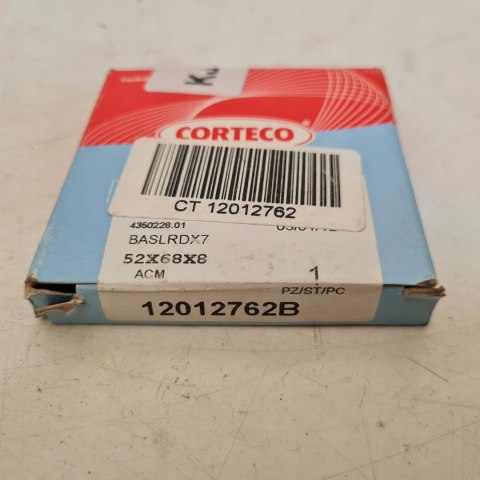 CORTECO
CT 12012762
4350228.01
BASLRDX7
52X68X8
ACM
1
PZ/ST/PC
12012762B